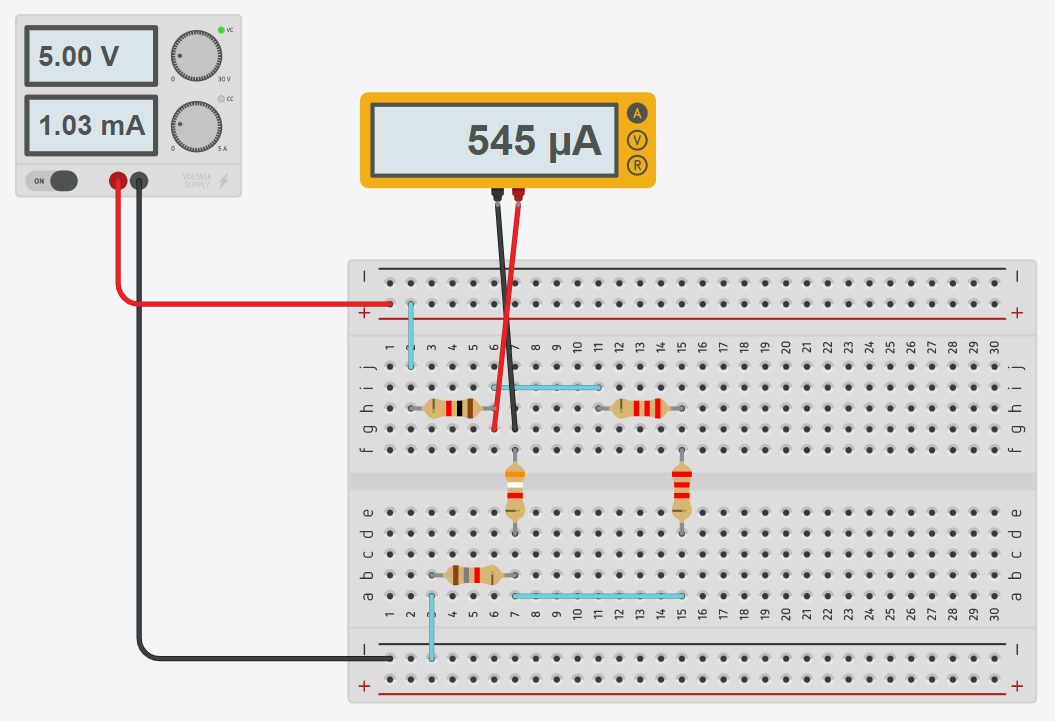 5.00 V
VC
0 30 V
1.03 mA
CC
0 5 A
ON
VOLTAGE
SUPPLY
545 µA
A
V
R
− −
+ +
1 2 3 4 5 6 7 8 9 10 11 12 13 14 15 16 17 18 19 20 21 22 23 24 25 26 27 28 29 30
j j
i i
h h
g g
f f
e e
d d
c c
b b
a a
1 2 3 4 5 6 7 8 9 10 11 12 13 14 15 16 17 18 19 20 21 22 23 24 25 26 27 28 29 30
− −
+ +